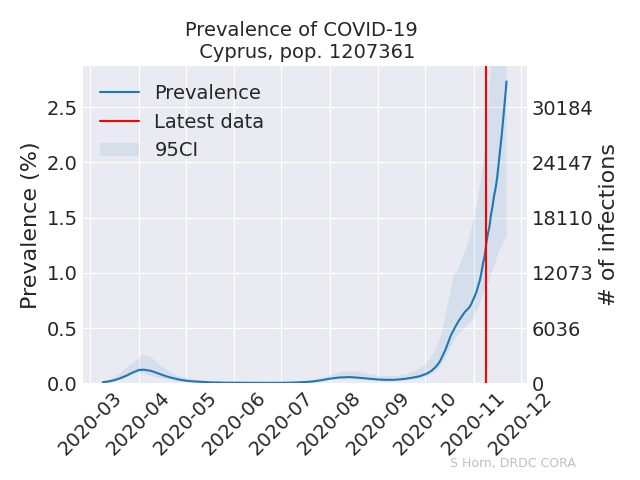 Prevalence of COVID-19
Cyprus, pop. 1207361
Prevalence
Latest data
95CI
Prevalence (%)
2.5
2.0
1.5
1.0
0.5
0.0
30184
24147
18110
12073
6036
0
# of infections
2020-03
2020-04
2020-05
2020-06
2020-07
2020-08
2020-09
2020-10
2020-11
2020-12
S Horn, DRDC CORA